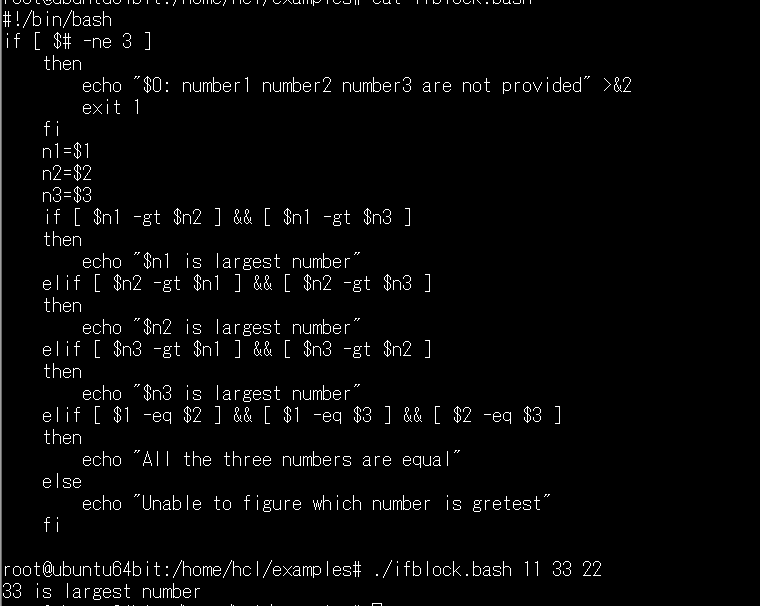 root@ubuntu64bit:/home/hcl/examples# cat ifblock.bash
#!/bin/bash
if [ $# -ne 3 ]
then
echo "$0: number1 number2 number3 are not provided" >&2
exit 1
fi
n1=$1
n2=$2
n3=$3
if [ $n1 -gt $n2 ] && [ $n1 -gt $n3 ]
then
echo "$n1 is largest number"
elif [ $n2 -gt $n1 ] && [ $n2 -gt $n3 ]
then
echo "$n2 is largest number"
elif [ $n3 -gt $n1 ] && [ $n3 -gt $n2 ]
then
echo "$n3 is largest number"
elif [ $1 -eq $2 ] && [ $1 -eq $3 ] && [ $2 -eq $3 ]
then
echo "All the three numbers are equal"
else
echo "Unable to figure which number is gretest"
fi
root@ubuntu64bit:/home/hcl/examples# ./ifblock.bash 11 33 22
33 is largest number